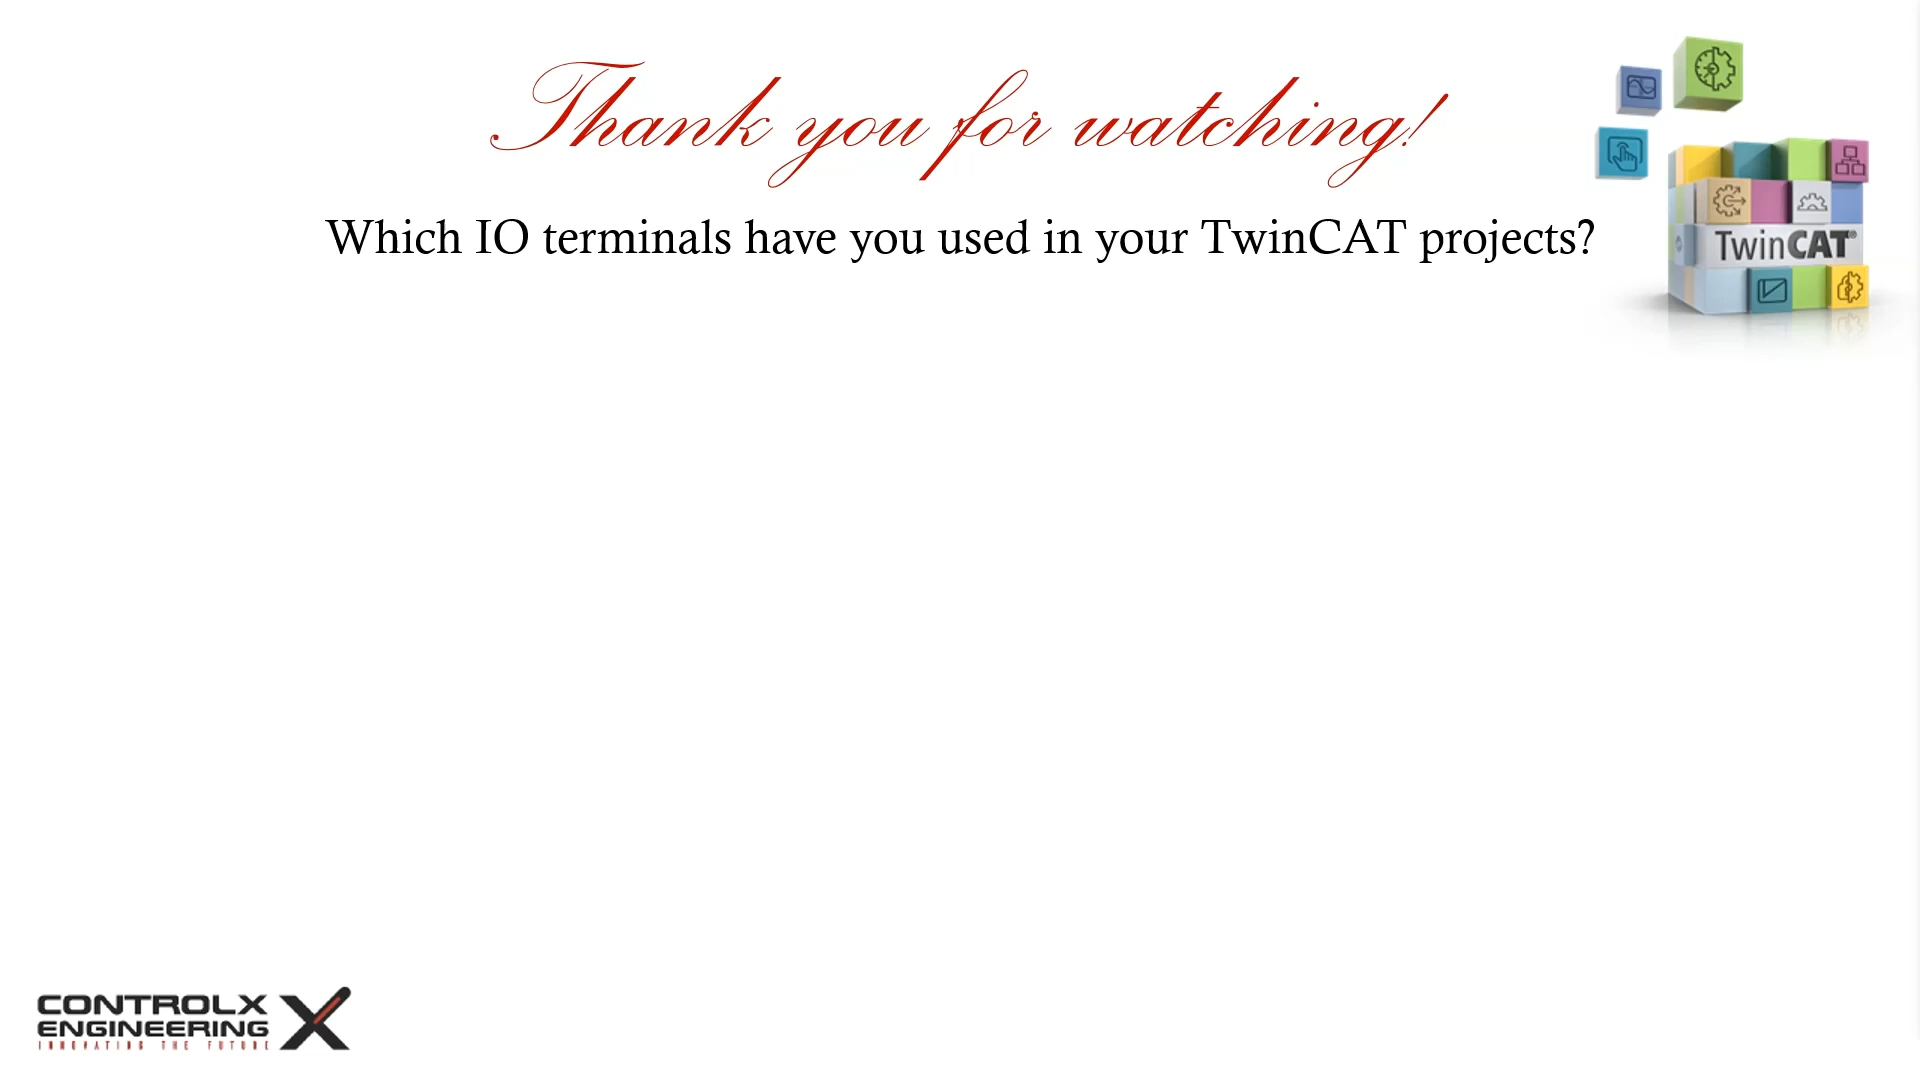 Thank you for watching!
Which IO terminals have you used in your TwinCAT projects?
TwinCAT®
CONTROLX
ENGINEERING
INNOVATING THE FUTURE